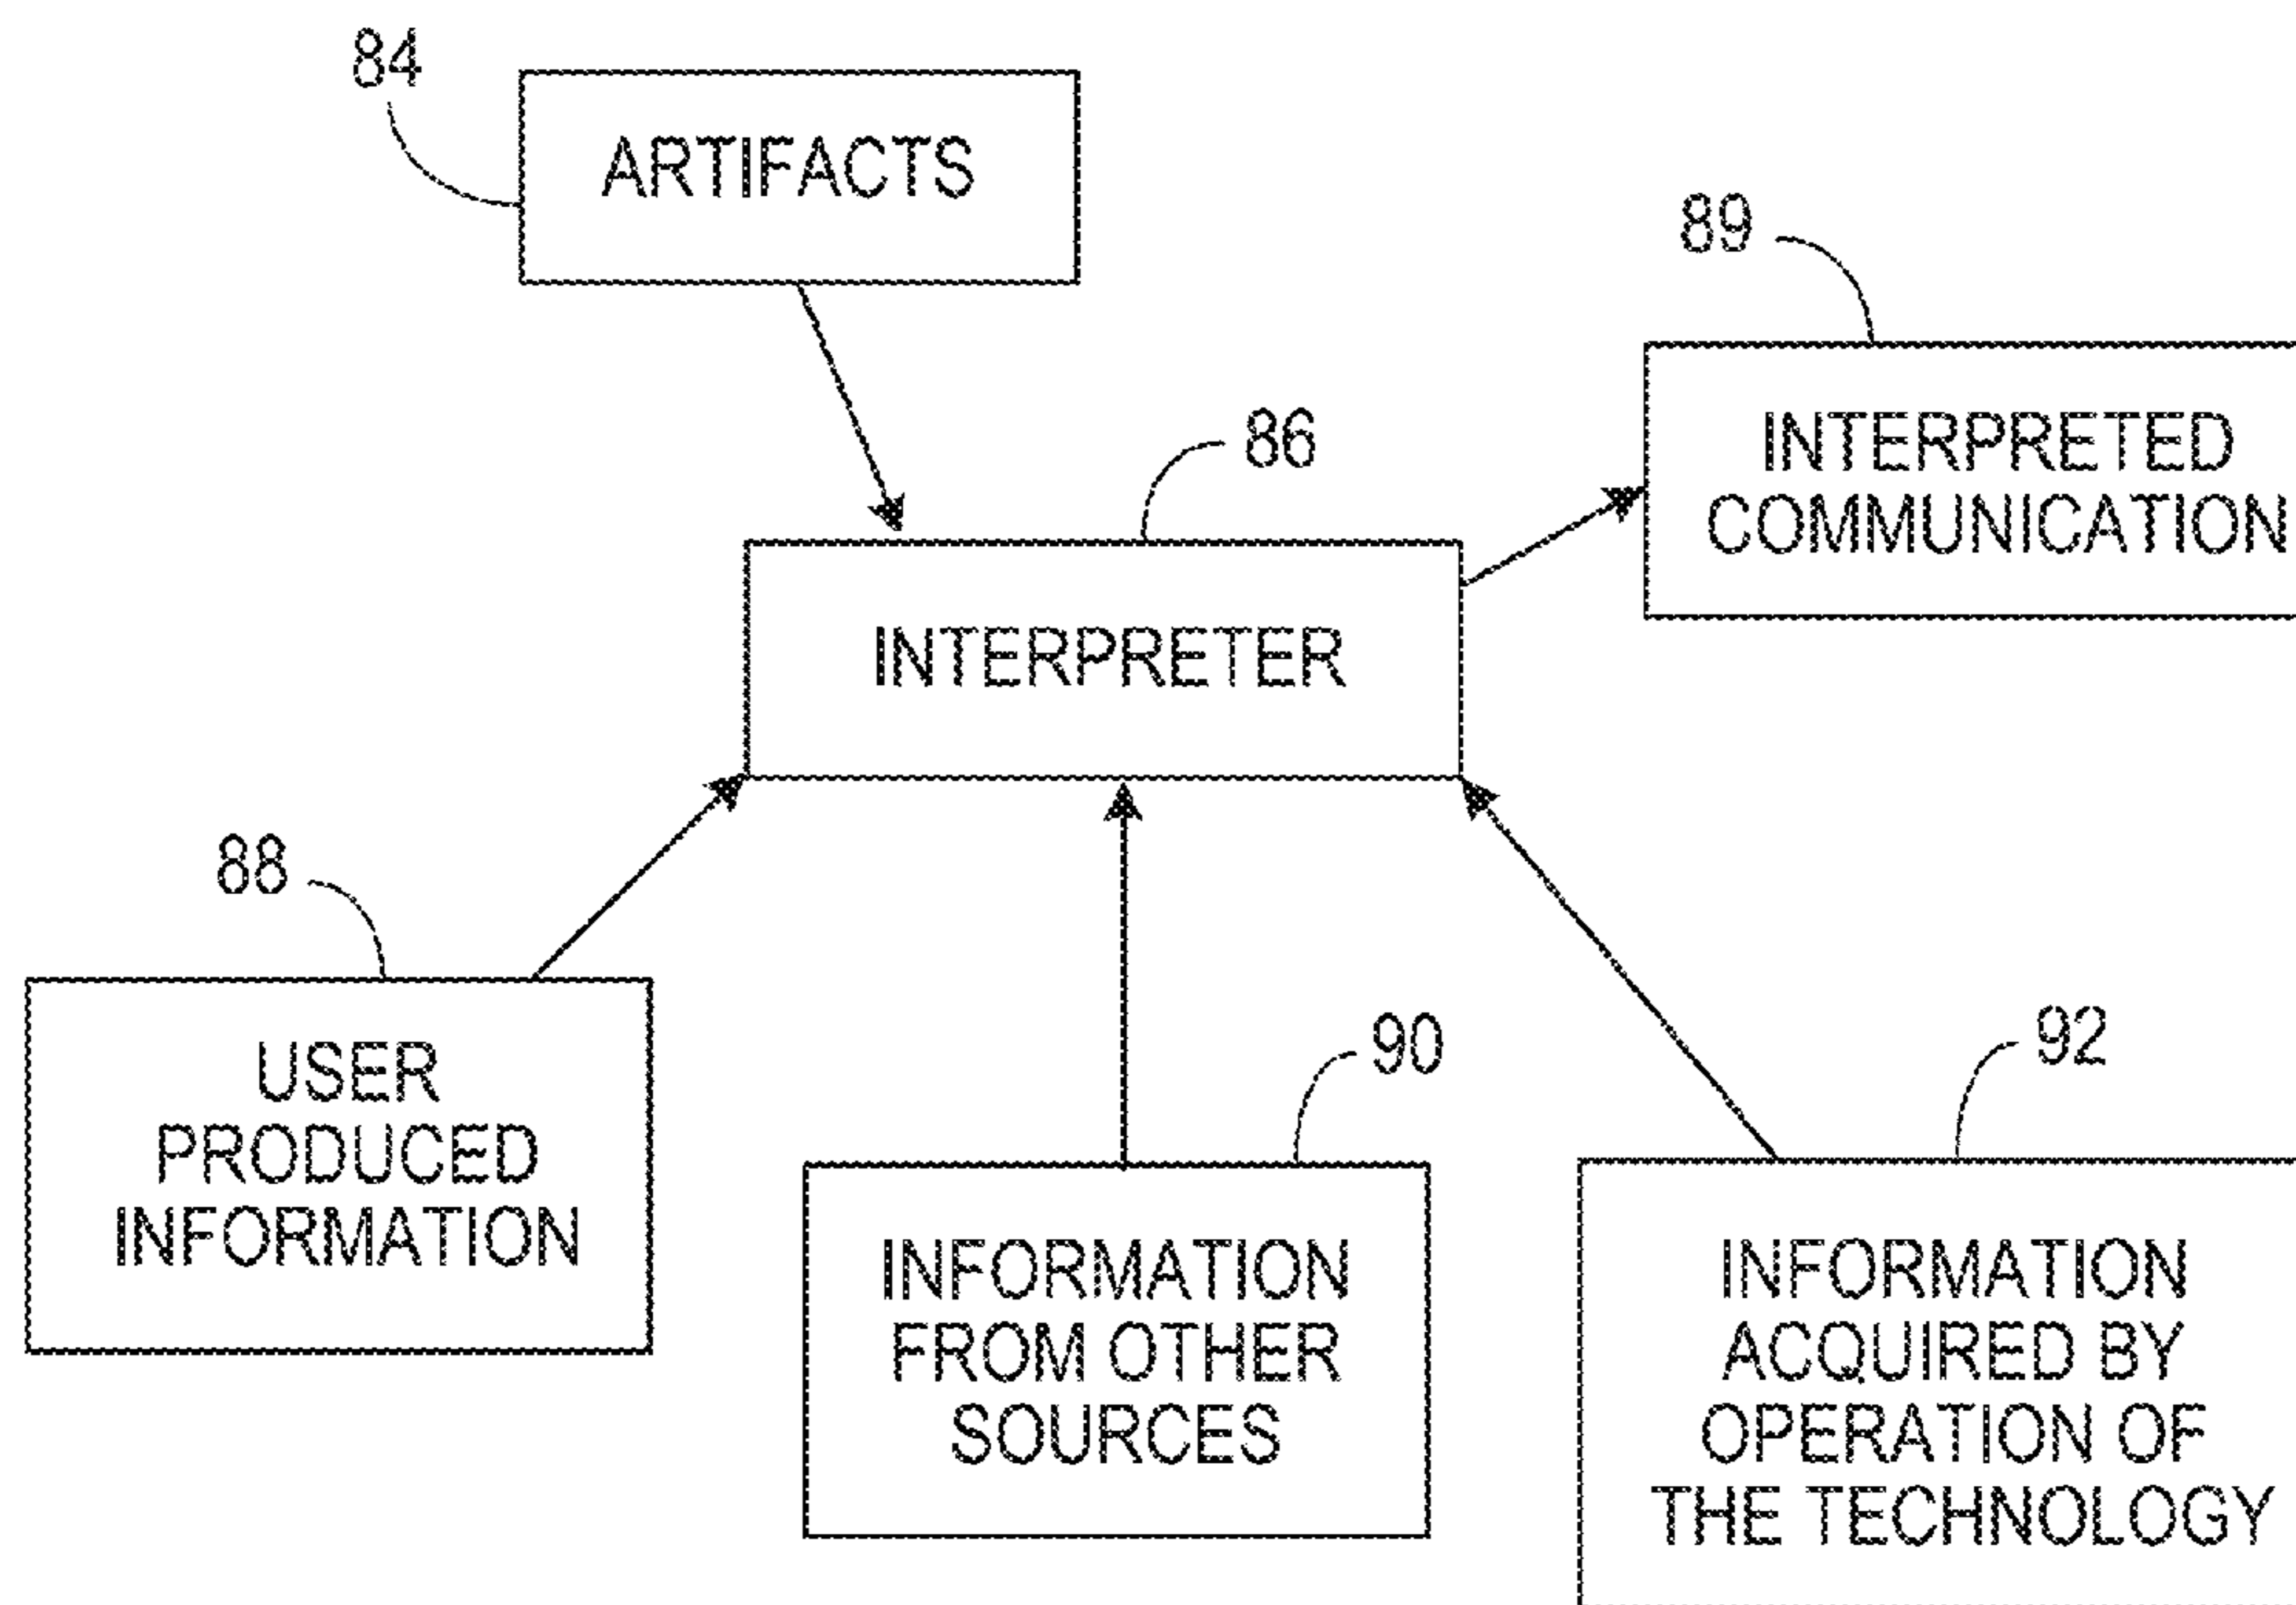 84
ARTIFACTS
89
INTERPRETED
COMMUNICATION
86
INTERPRETER
88
USER
PRODUCED
INFORMATION
90
INFORMATION
FROM OTHER
SOURCES
92
INFORMATION
ACQUIRED BY
OPERATION OF
THE TECHNOLOGY